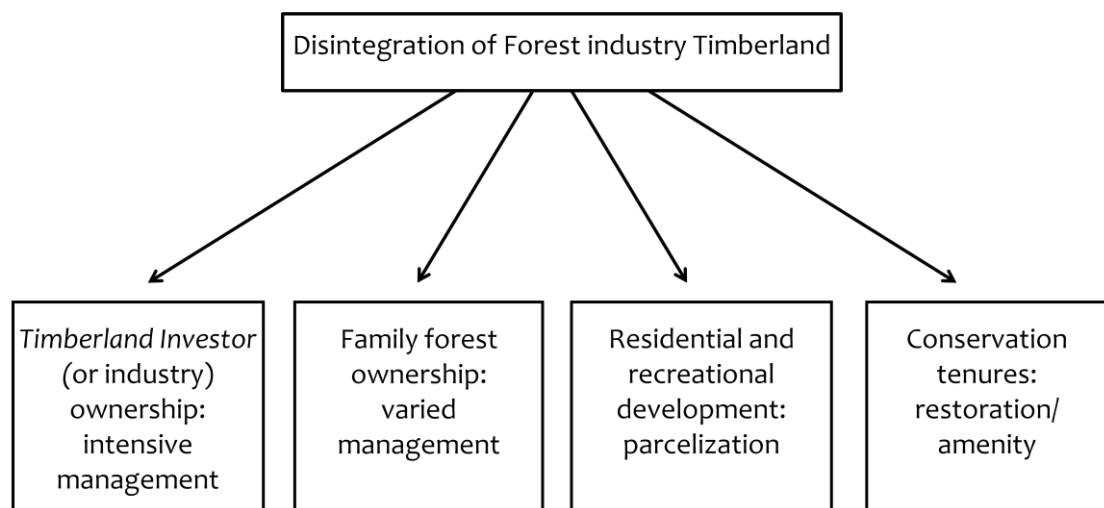 Disintegration of Forest industry Timberland
Timberland Investor
(or industry)
ownership:
intensive
management
Family forest
ownership:
varied
management
Residential and
recreational
development:
parcelization
Conservation
tenures:
restoration/
amenity